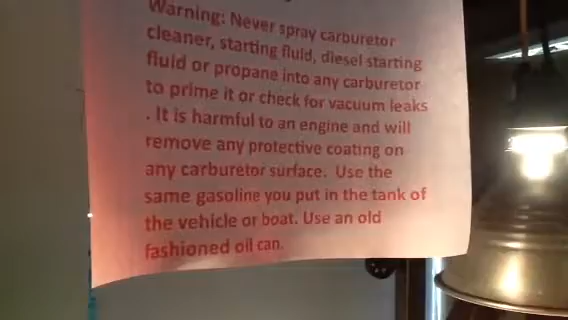 Warning: Never spray carburetor
cleaner, starting fluid, diesel starting
fluid or propane into any carburetor
to prime it or check for vacuum leaks
. It is harmful to an engine and will
remove any protective coating on
any carburetor surface. Use the
same gasoline you put in the tank of
the vehicle or boat. Use an old
fashioned oil can.